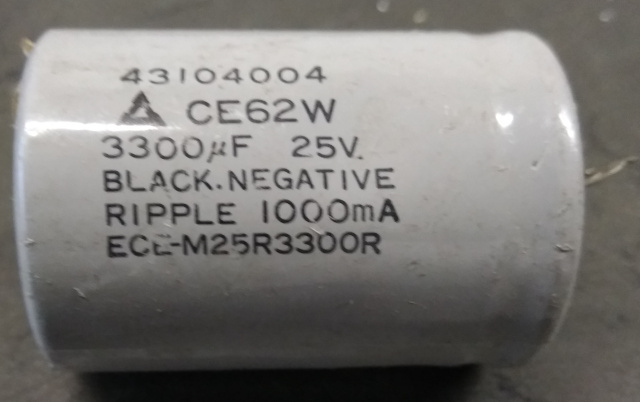 43104004
CE62W
3300µF 25V.
BLACK.NEGATIVE
RIPPLE 1000mA
ECE-M25R3300R